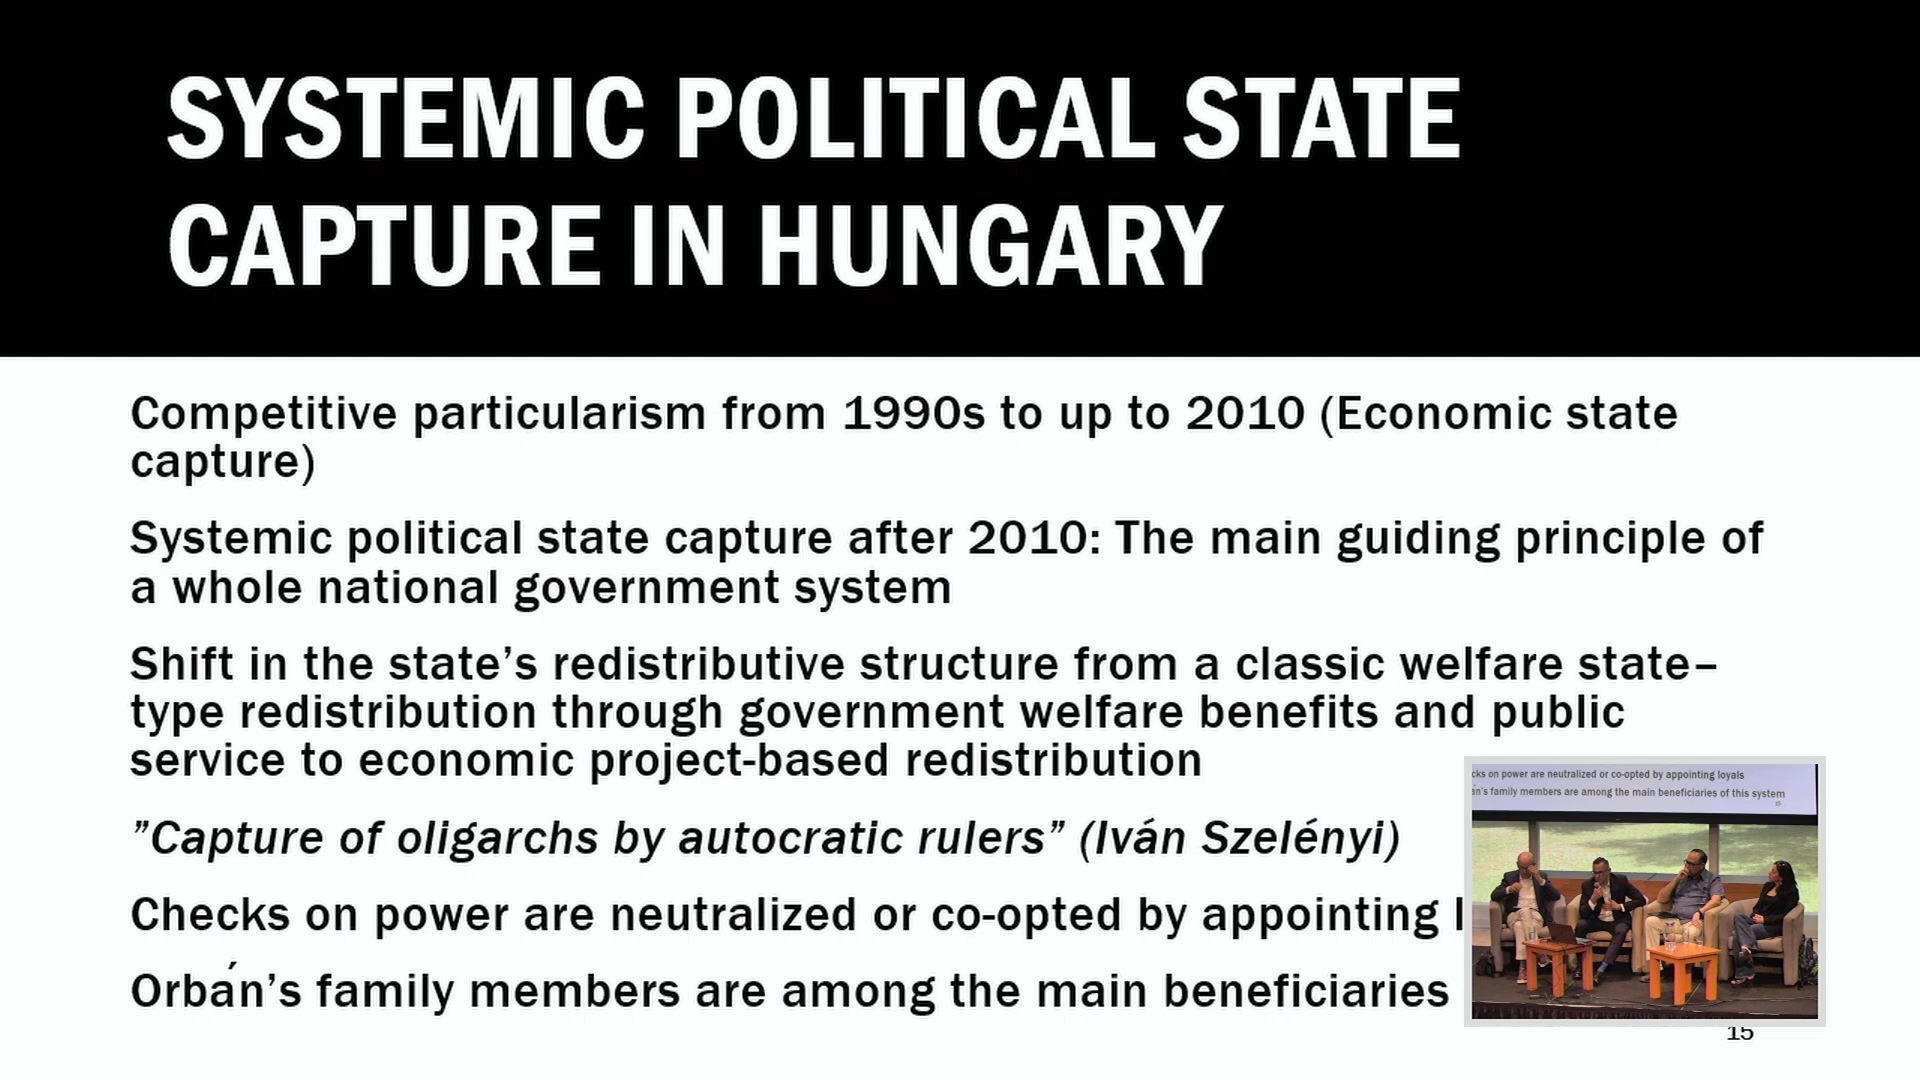 SYSTEMIC POLITICAL STATE
CAPTURE IN HUNGARY
Competitive particularism from 1990s to up to 2010 (Economic state
capture)
Systemic political state capture after 2010: The main guiding principle of
a whole national government system
Shift in the state’s redistributive structure from a classic welfare state–
type redistribution through government welfare benefits and public
service to economic project-based redistribution
”Capture of oligarchs by autocratic rulers” (Iván Szelényi)
Checks on power are neutralized or co-opted by appointing
Orbán’s family members are among the main beneficiaries
cks on power are neutralized or co-opted by appointing loyals
án’s family members are among the main beneficiaries of this system
15
15